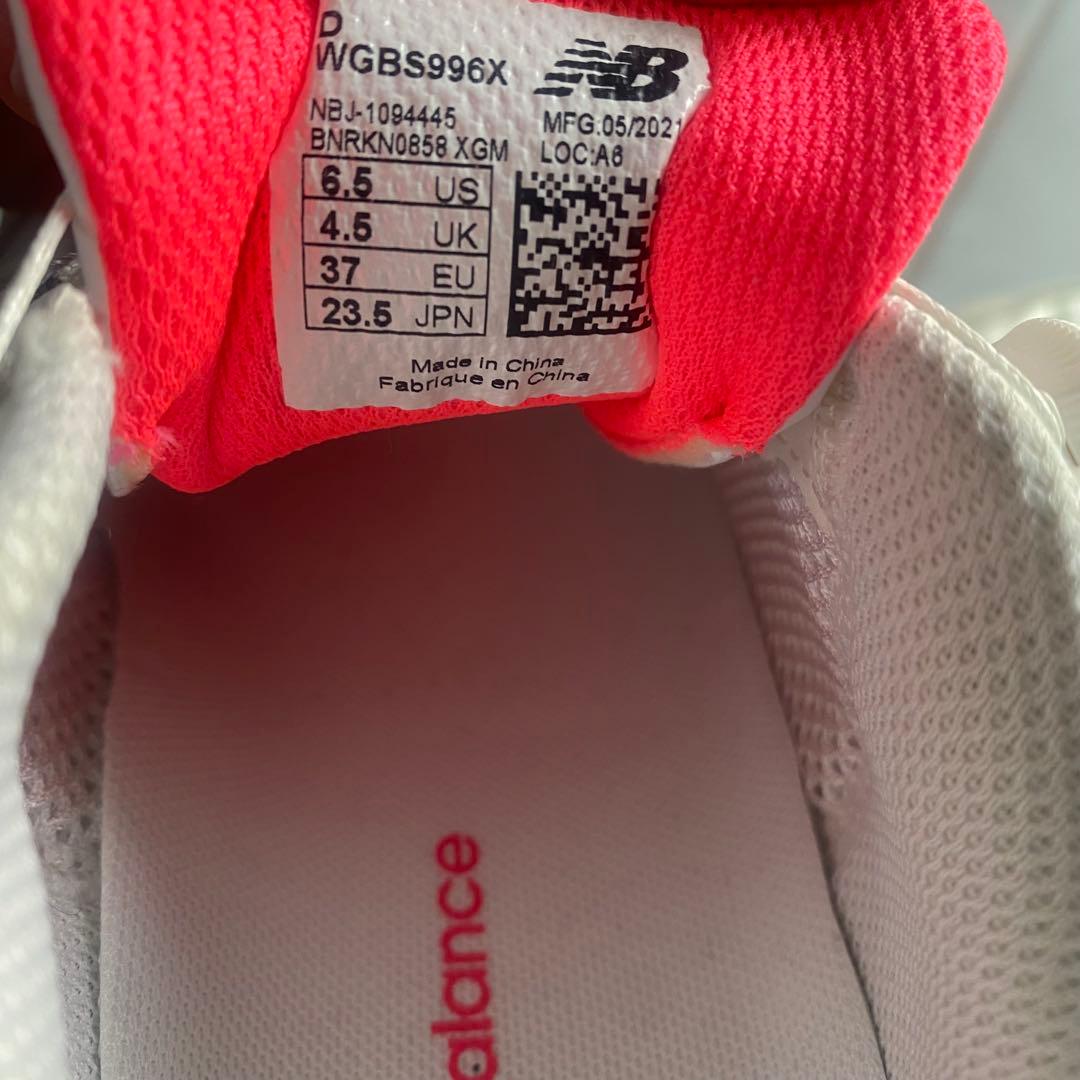 D
WGBS996X
NB
NBJ-1094445
MFG:05/2021
BNRKN0858 XGM
LOC:A6
6.5 US
4.5 UK
37 EU
23.5 JPN
Made in China
Fabrique en China
alance